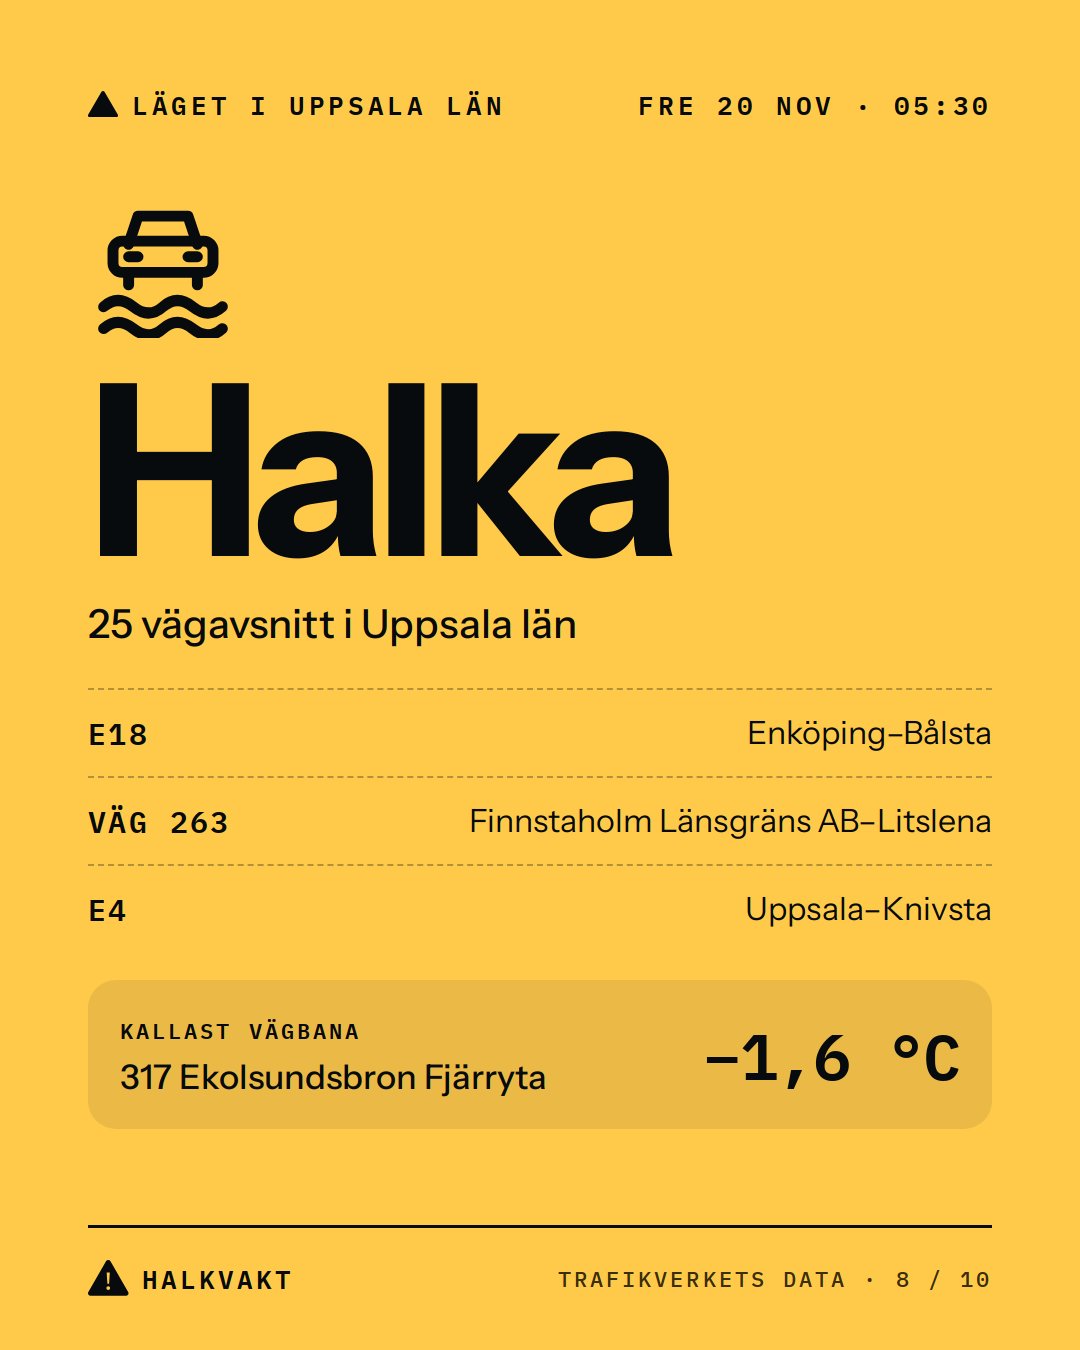 LÄGET I UPPSALA LÄN
FRE 20 NOV · 05:30
Halka
25 vägavsnitt i Uppsala län
E18 Enköping–Bålsta
VÄG 263 Finnstaholm Länsgräns AB–Litslena
E4 Uppsala–Knivsta
KALLAST VÄGBANA
317 Ekolsundsbron Fjärryta
−1,6 °C
HALKVAKT
TRAFIKVERKETS DATA · 8 / 10